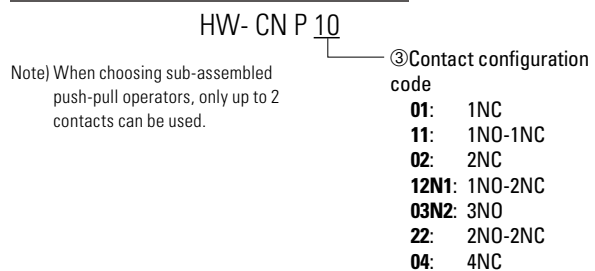 HW- CN P 10
Note) When choosing sub-assembled
push-pull operators, only up to 2
contacts can be used.
③Contact configuration
code
01: 1NC
11: 1NO-1NC
02: 2NC
12N1: 1NO-2NC
03N2: 3NO
22: 2NO-2NC
04: 4NC